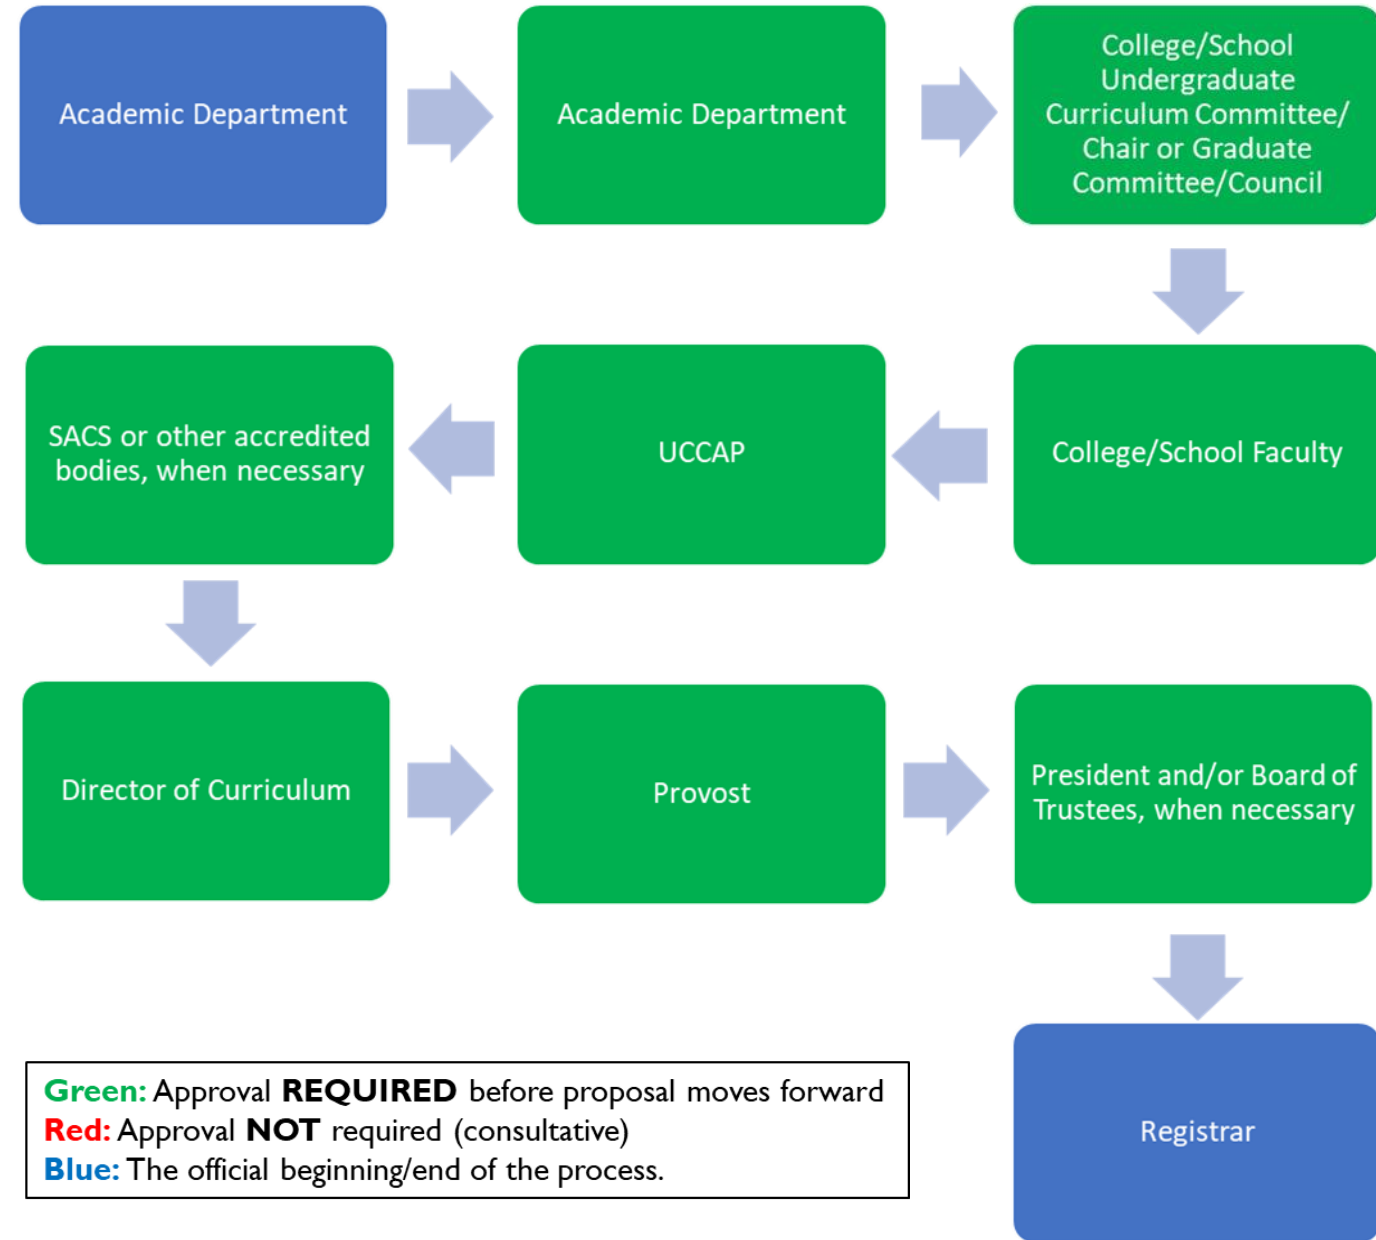 Academic Department
Academic Department
College/School
Undergraduate
Curriculum Committee/
Chair or Graduate
Committee/Council
College/School Faculty
UCCAP
SACS or other accredited
bodies, when necessary
Director of Curriculum
Provost
President and/or Board of
Trustees, when necessary
Registrar
Green: Approval REQUIRED before proposal moves forward
Red: Approval NOT required (consultative)
Blue: The official beginning/end of the process.